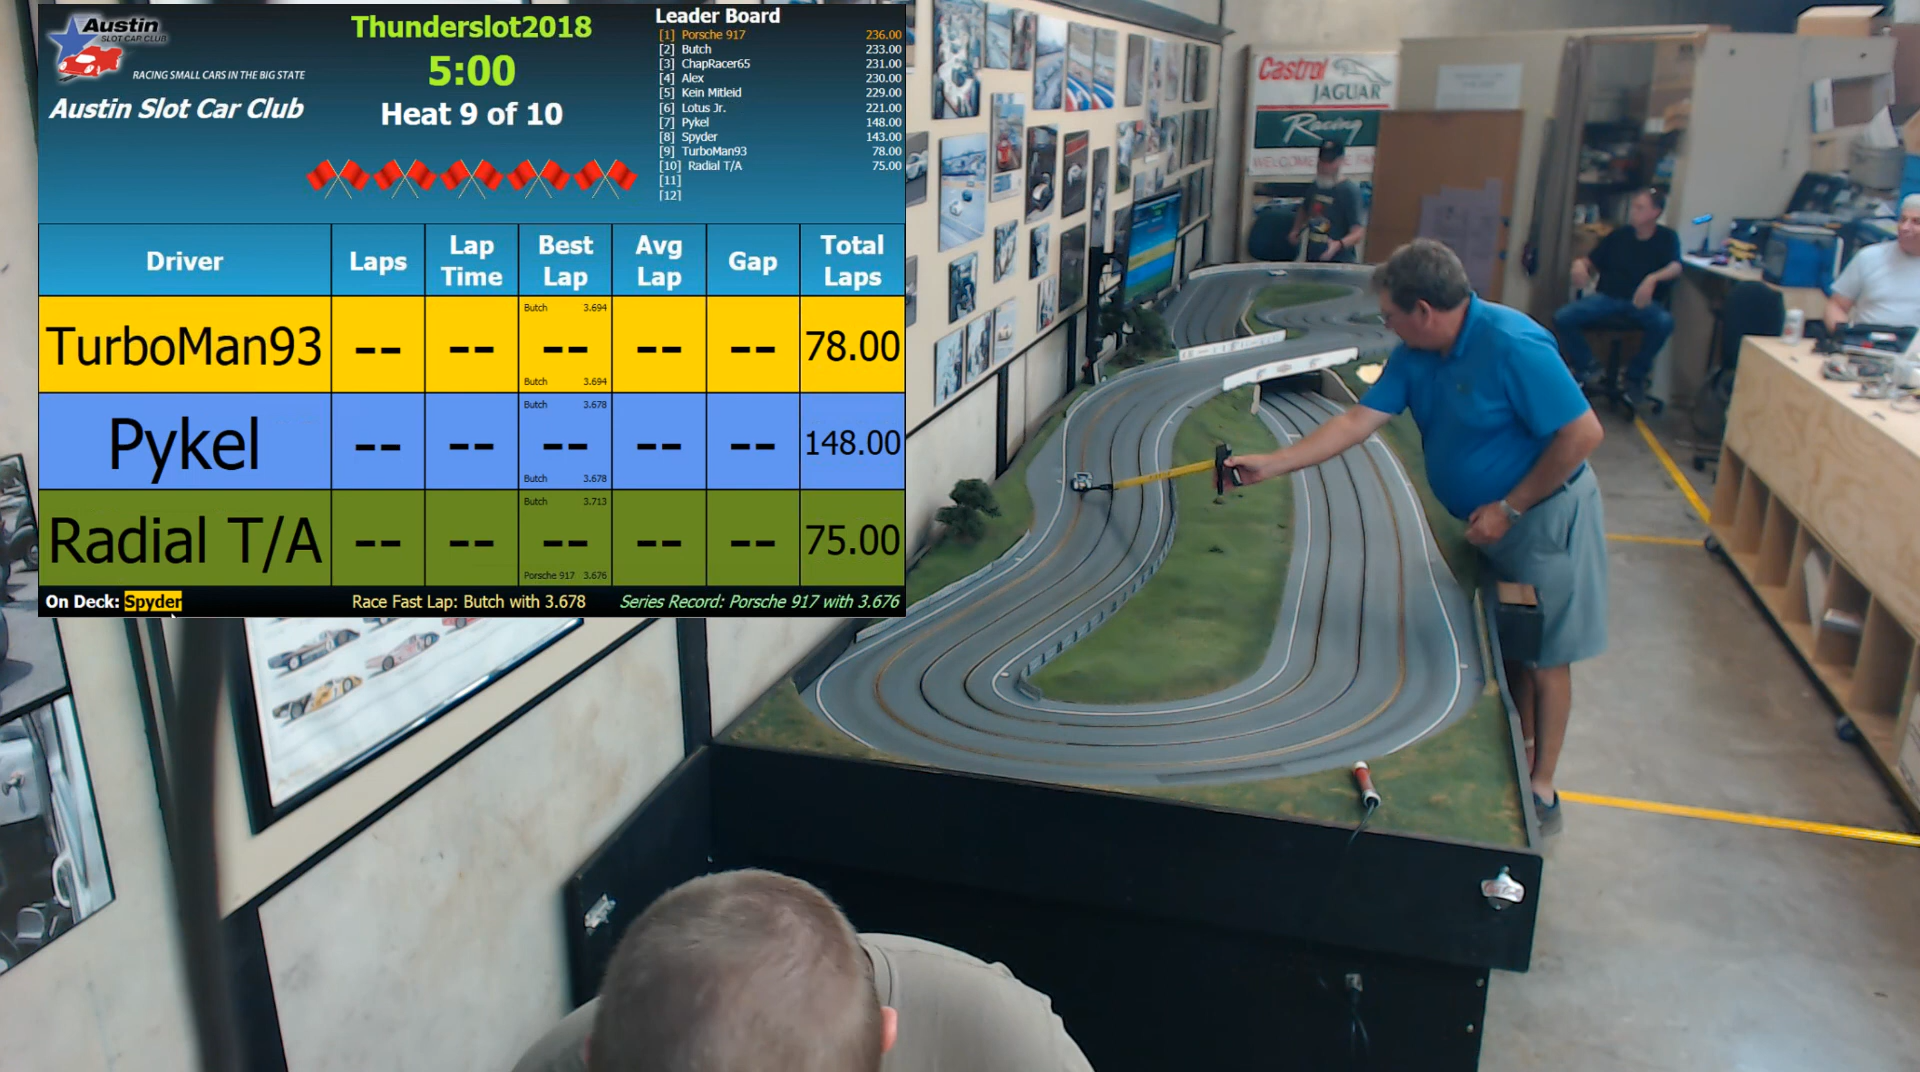 Austin
SLOT CAR CLUB
RACING SMALL CARS IN THE BIG STATE
Austin Slot Car Club
Thunderslot2018
5:00
Heat 9 of 10
Leader Board
[1] Porsche 917 236.00
[2] Butch 233.00
[3] ChapRacer65 231.00
[4] Alex 230.00
[5] Kein Mitleid 229.00
[6] Lotus Jr. 221.00
[7] Pykel 148.00
[8] Spyder 143.00
[9] TurboMan93 78.00
[10] Radial T/A 75.00
[11]
[12]
Driver Laps Lap Time Best Lap Avg Lap Gap Total Laps
Butch 3.694
TurboMan93 -- -- -- -- -- 78.00
Butch 3.694
Butch 3.678
Pykel -- -- -- -- -- 148.00
Butch 3.678
Butch 3.713
Radial T/A -- -- -- -- -- 75.00
Porsche 917 3.676
On Deck: Spyder Race Fast Lap: Butch with 3.678 Series Record: Porsche 917 with 3.676
Castrol
JAGUAR
Racing